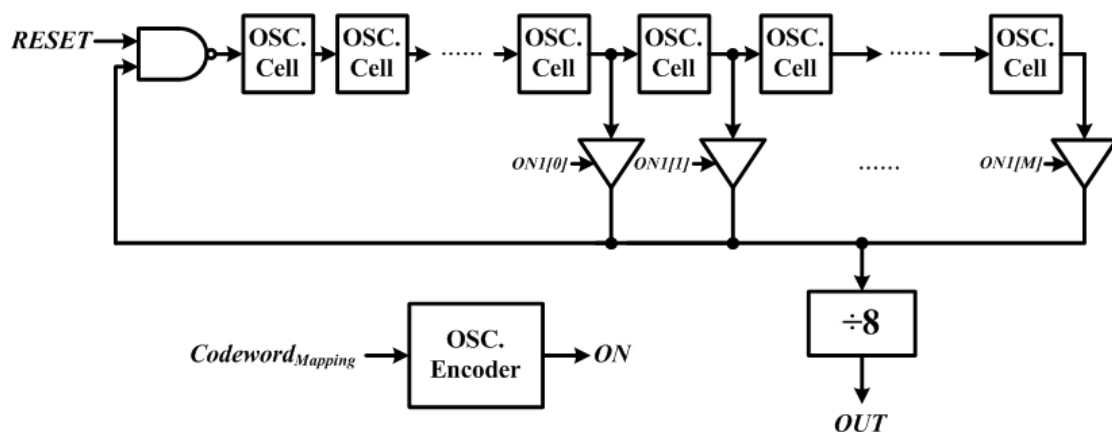 RESET
OSC.
Cell
OSC.
Cell
......
OSC.
Cell
OSC.
Cell
OSC.
Cell
......
OSC.
Cell
ON1[0]
ON1[1]
......
ON1[M]
÷8
OUT
Codeword_Mapping
OSC.
Encoder
ON